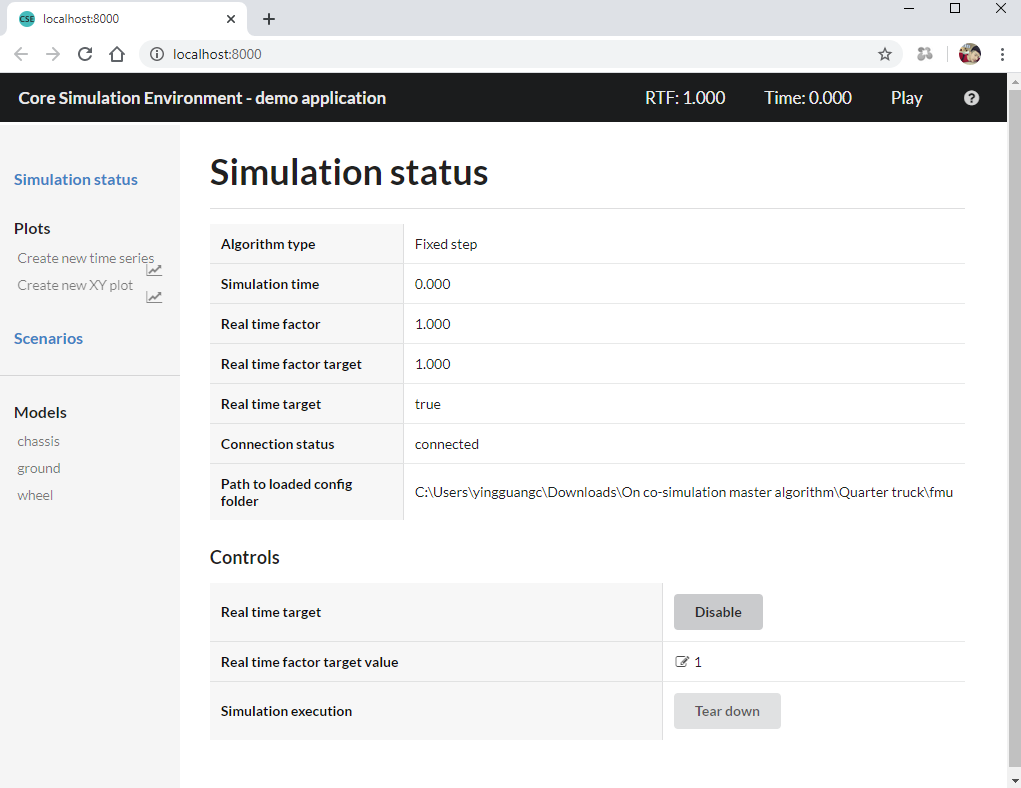 CSE localhost:8000
localhost:8000
Core Simulation Environment - demo application RTF: 1.000 Time: 0.000 Play ?
Simulation status
Plots
Create new time series
Create new XY plot
Scenarios
Models
chassis
ground
wheel
Simulation status
Algorithm type Fixed step
Simulation time 0.000
Real time factor 1.000
Real time factor target 1.000
Real time target true
Connection status connected
Path to loaded config
folder
C:\Users\yingguangc\Downloads\On co-simulation master algorithm\Quarter truck\fmu
Controls
Real time target Disable
Real time factor target value 1
Simulation execution Tear down